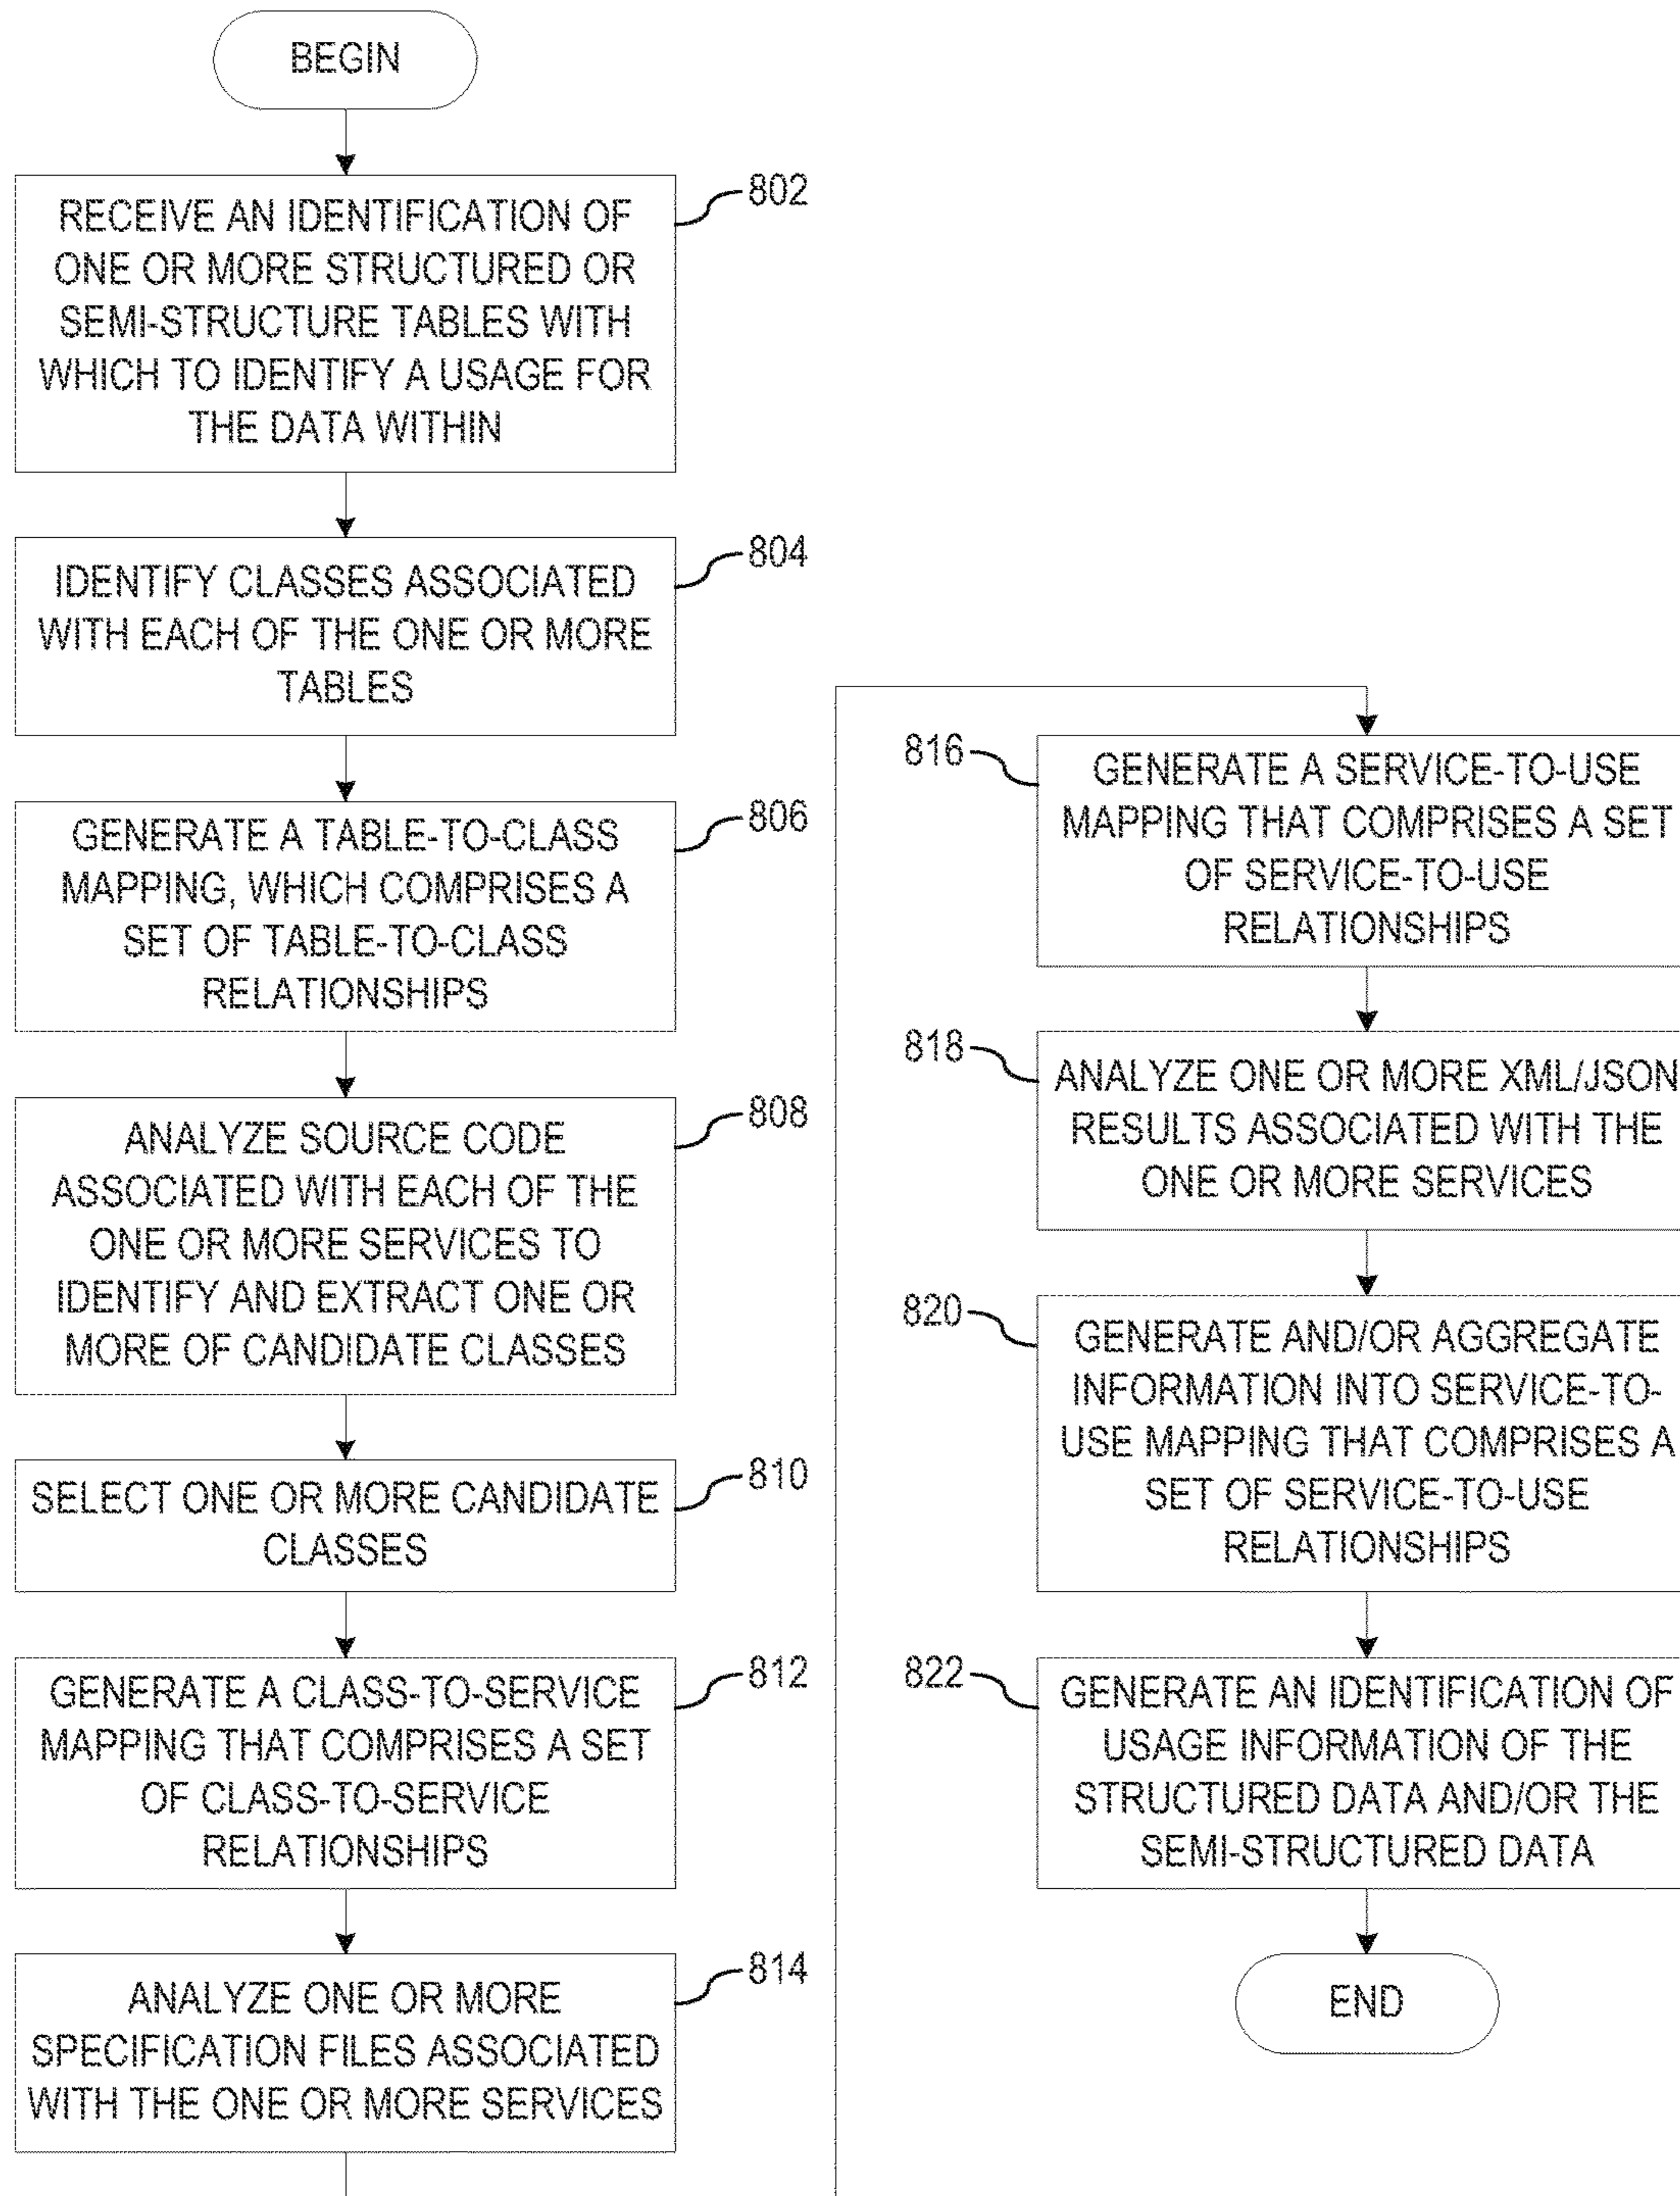 BEGIN
802
RECEIVE AN IDENTIFICATION OF
ONE OR MORE STRUCTURED OR
SEMI-STRUCTURE TABLES WITH
WHICH TO IDENTIFY A USAGE FOR
THE DATA WITHIN
804
IDENTIFY CLASSES ASSOCIATED
WITH EACH OF THE ONE OR MORE
TABLES
806
GENERATE A TABLE-TO-CLASS
MAPPING, WHICH COMPRISES A
SET OF TABLE-TO-CLASS
RELATIONSHIPS
808
ANALYZE SOURCE CODE
ASSOCIATED WITH EACH OF THE
ONE OR MORE SERVICES TO
IDENTIFY AND EXTRACT ONE OR
MORE OF CANDIDATE CLASSES
810
SELECT ONE OR MORE CANDIDATE
CLASSES
812
GENERATE A CLASS-TO-SERVICE
MAPPING THAT COMPRISES A SET
OF CLASS-TO-SERVICE
RELATIONSHIPS
814
ANALYZE ONE OR MORE
SPECIFICATION FILES ASSOCIATED
WITH THE ONE OR MORE SERVICES
816
GENERATE A SERVICE-TO-USE
MAPPING THAT COMPRISES A SET
OF SERVICE-TO-USE
RELATIONSHIPS
818
ANALYZE ONE OR MORE XML/JSON
RESULTS ASSOCIATED WITH THE
ONE OR MORE SERVICES
820
GENERATE AND/OR AGGREGATE
INFORMATION INTO SERVICE-TO-
USE MAPPING THAT COMPRISES A
SET OF SERVICE-TO-USE
RELATIONSHIPS
822
GENERATE AN IDENTIFICATION OF
USAGE INFORMATION OF THE
STRUCTURED DATA AND/OR THE
SEMI-STRUCTURED DATA
END